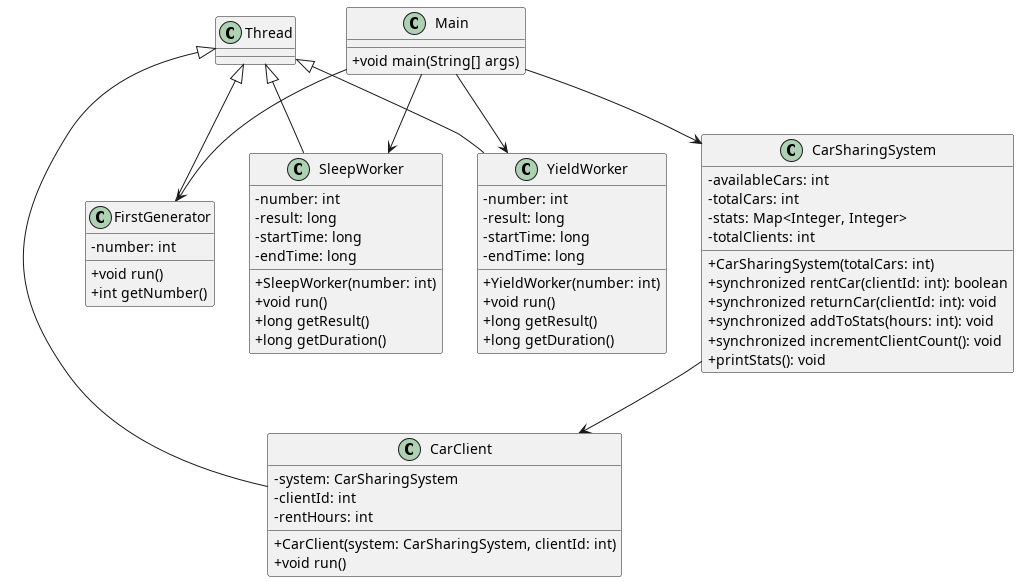 C Thread
C Main
+void main(String[] args)
C SleepWorker
-number: int
-result: long
-startTime: long
-endTime: long
+SleepWorker(number: int)
+void run()
+long getResult()
+long getDuration()
C YieldWorker
-number: int
-result: long
-startTime: long
-endTime: long
+YieldWorker(number: int)
+void run()
+long getResult()
+long getDuration()
C CarSharingSystem
-availableCars: int
-totalCars: int
-stats: Map<Integer, Integer>
-totalClients: int
+CarSharingSystem(totalCars: int)
+synchronized rentCar(clientId: int): boolean
+synchronized returnCar(clientId: int): void
+synchronized addToStats(hours: int): void
+synchronized incrementClientCount(): void
+printStats(): void
C FirstGenerator
-number: int
+void run()
+int getNumber()
C CarClient
-system: CarSharingSystem
-clientId: int
-rentHours: int
+CarClient(system: CarSharingSystem, clientId: int)
+void run()